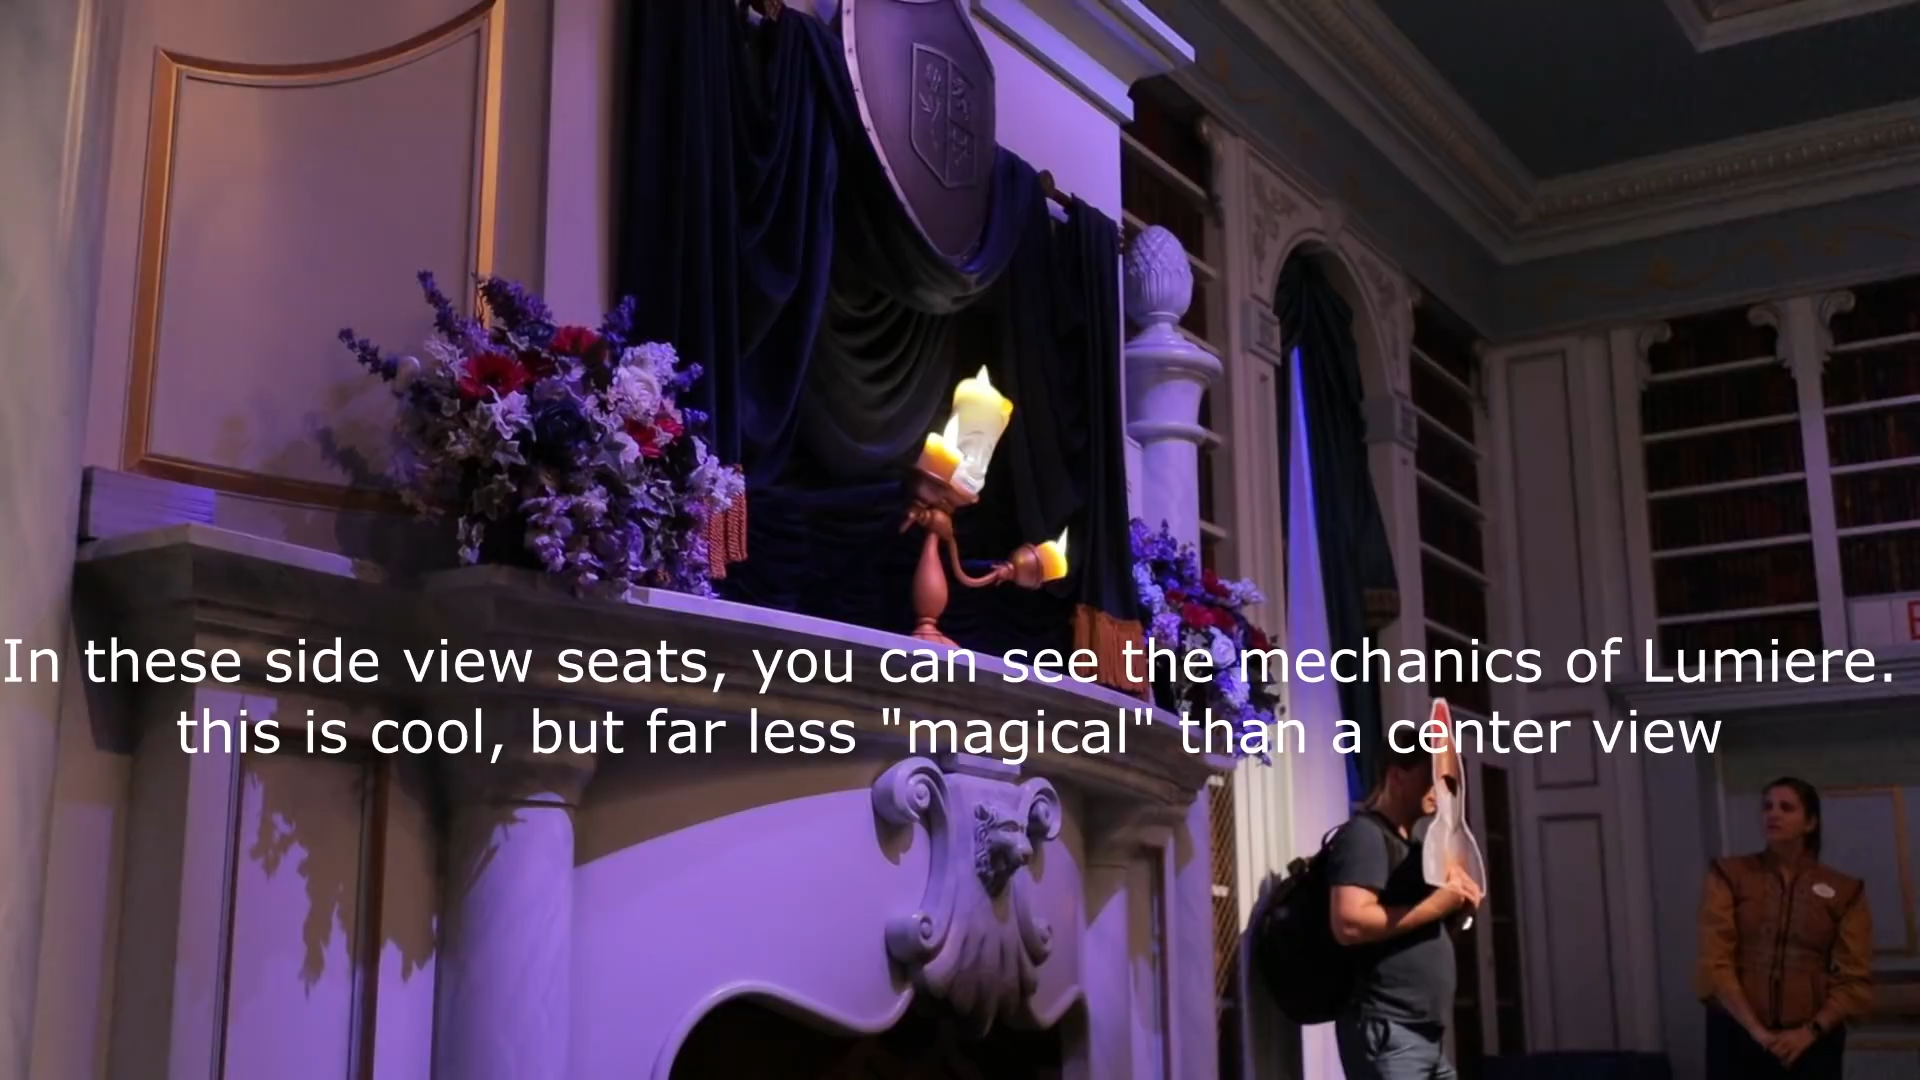 In these side view seats, you can see the mechanics of Lumiere.
this is cool, but far less "magical" than a center view